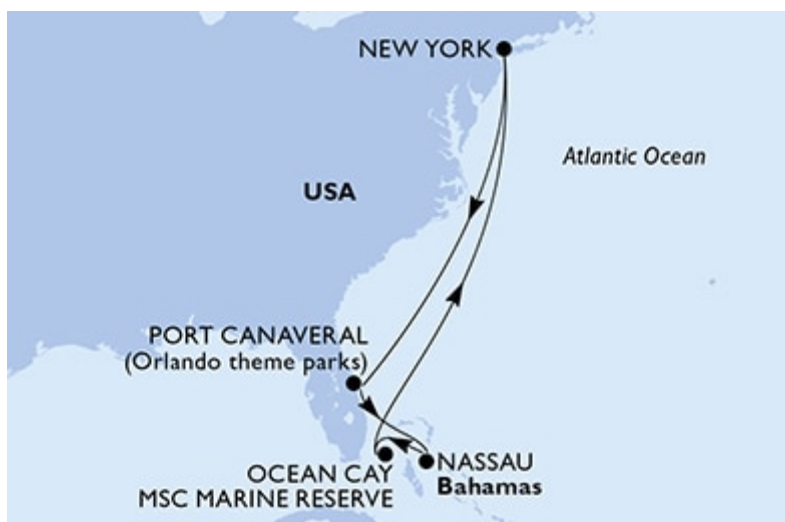 NEW YORK
Atlantic Ocean
USA
PORT CANAVERAL
(Orlando theme parks)
OCEAN CAY
MSC MARINE RESERVE
NASSAU
Bahamas